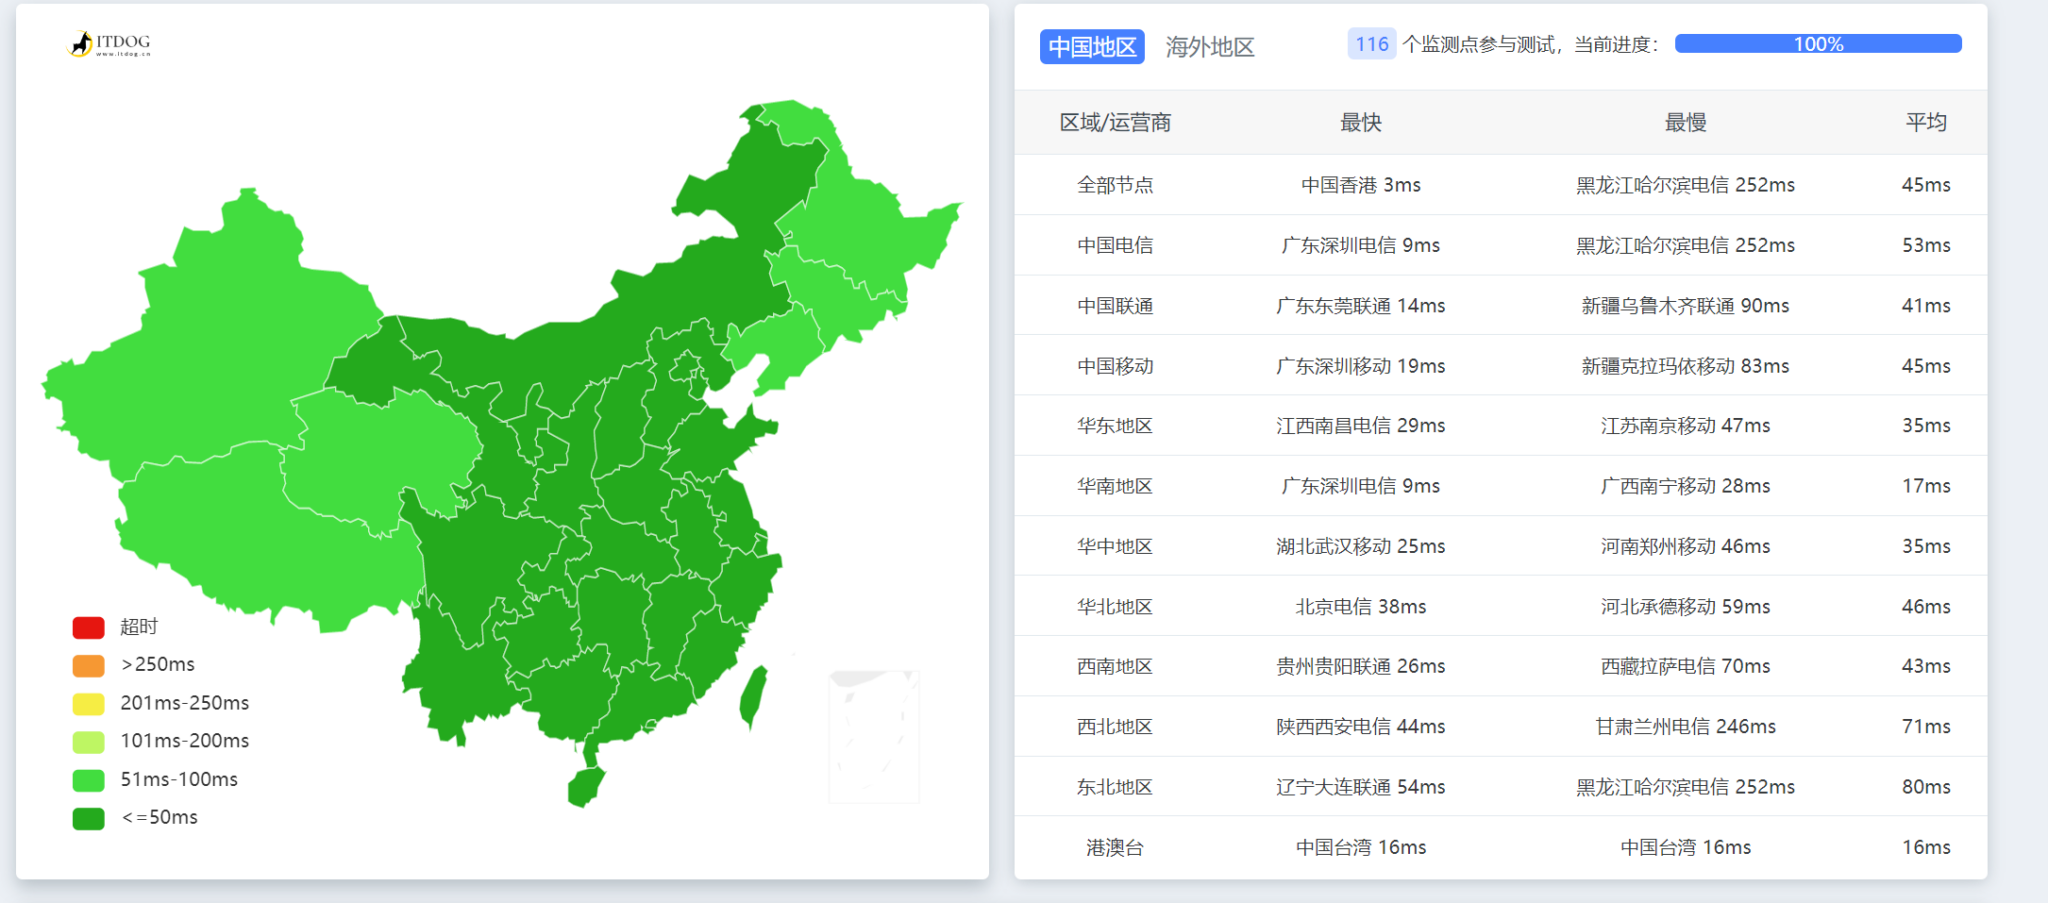 ITDOG
www.itdog.cn
超时
>250ms
201ms-250ms
101ms-200ms
51ms-100ms
<=50ms
中国地区 海外地区 116 个监测点参与测试，当前进度： 100%
区域/运营商 最快 最慢 平均
全部节点 中国香港 3ms 黑龙江哈尔滨电信 252ms 45ms
中国电信 广东深圳电信 9ms 黑龙江哈尔滨电信 252ms 53ms
中国联通 广东东莞联通 14ms 新疆乌鲁木齐联通 90ms 41ms
中国移动 广东深圳移动 19ms 新疆克拉玛依移动 83ms 45ms
华东地区 江西南昌电信 29ms 江苏南京移动 47ms 35ms
华南地区 广东深圳电信 9ms 广西南宁移动 28ms 17ms
华中地区 湖北武汉移动 25ms 河南郑州移动 46ms 35ms
华北地区 北京电信 38ms 河北承德移动 59ms 46ms
西南地区 贵州贵阳联通 26ms 西藏拉萨电信 70ms 43ms
西北地区 陕西西安电信 44ms 甘肃兰州电信 246ms 71ms
东北地区 辽宁大连联通 54ms 黑龙江哈尔滨电信 252ms 80ms
港澳台 中国台湾 16ms 中国台湾 16ms 16ms